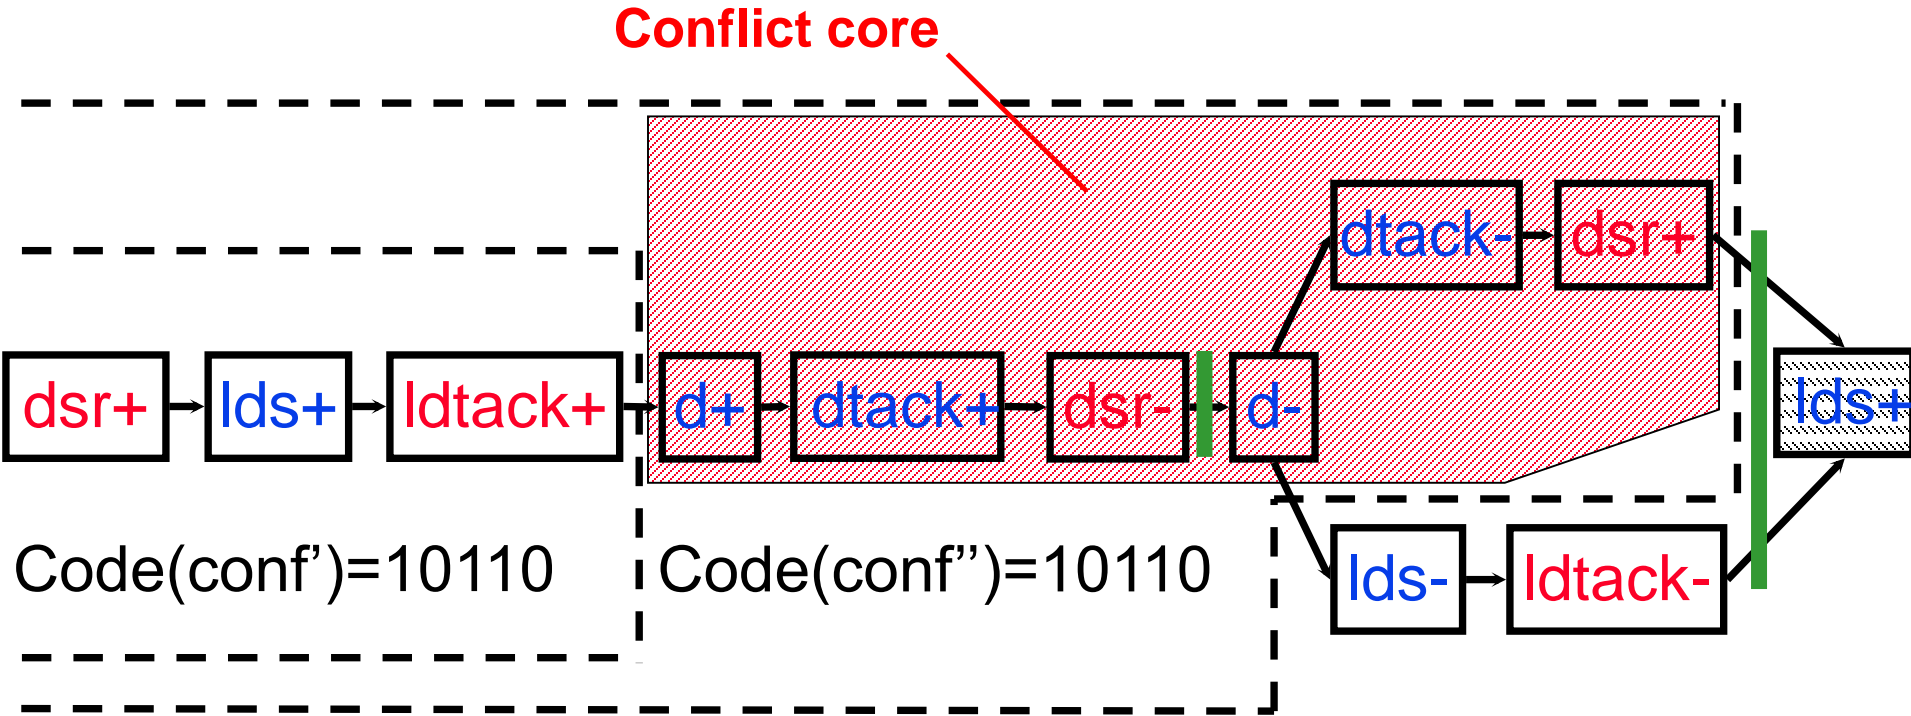 Conflict core
dtack-
dsr+
dsr+
lds+
ldtack+
d+
dtack+
dsr-
d-
lds+
Code(conf’)=10110
Code(conf’’)=10110
lds-
ldtack-